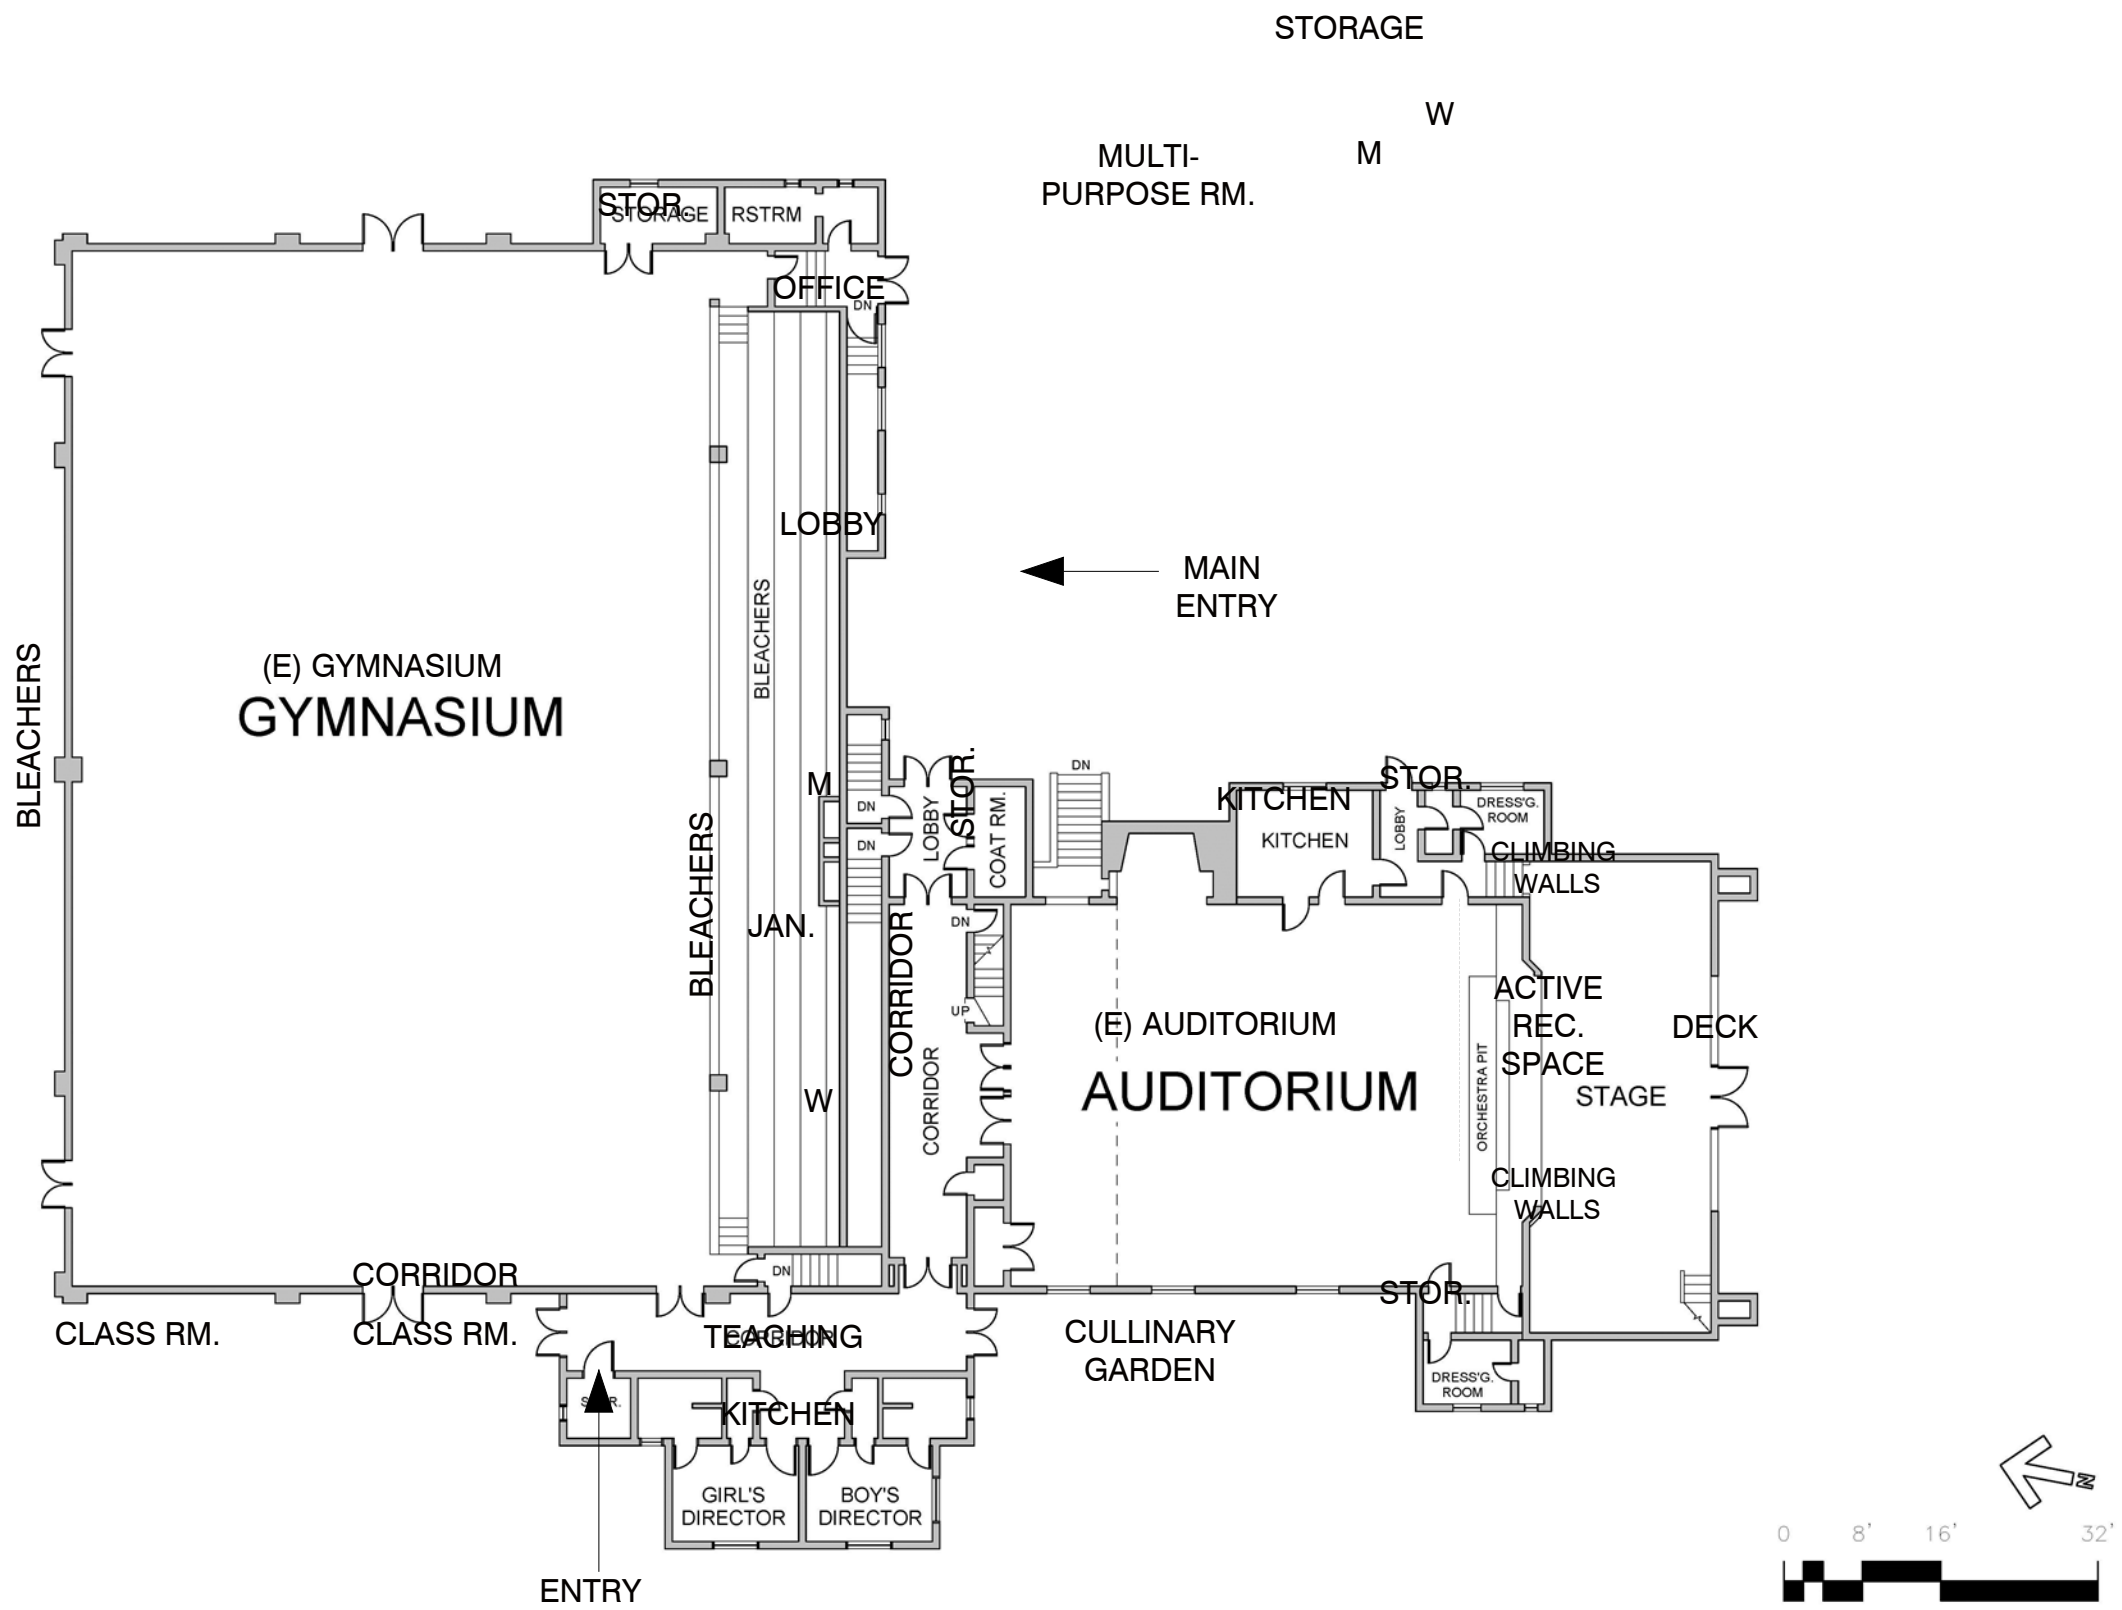 STORAGE
W
M
MULTI-
PURPOSE RM.
STOR.
STORAGE
RSTRM
OFFICE
DN
LOBBY
MAIN
ENTRY
BLEACHERS
BLEACHERS
(E) GYMNASIUM
GYMNASIUM
BLEACHERS
M
DN
DN
LOBBY
STOR.
COAT RM.
DN
KITCHEN
KITCHEN
STOR.
LOBBY
DRESS'G.
ROOM
CLIMBING
WALLS
JAN.
CORRIDOR
DN
UP
CORRIDOR
W
(E) AUDITORIUM
AUDITORIUM
ORCHESTRA PIT
ACTIVE
REC.
SPACE
DECK
STAGE
CLIMBING
WALLS
CORRIDOR
DN
STOR.
CLASS RM.
CLASS RM.
TEACHING
CORRIDOR
CULLINARY
GARDEN
KITCHEN
DRESS'G.
ROOM
GIRL'S
DIRECTOR
BOY'S
DIRECTOR
ENTRY
N
0 8' 16' 32'